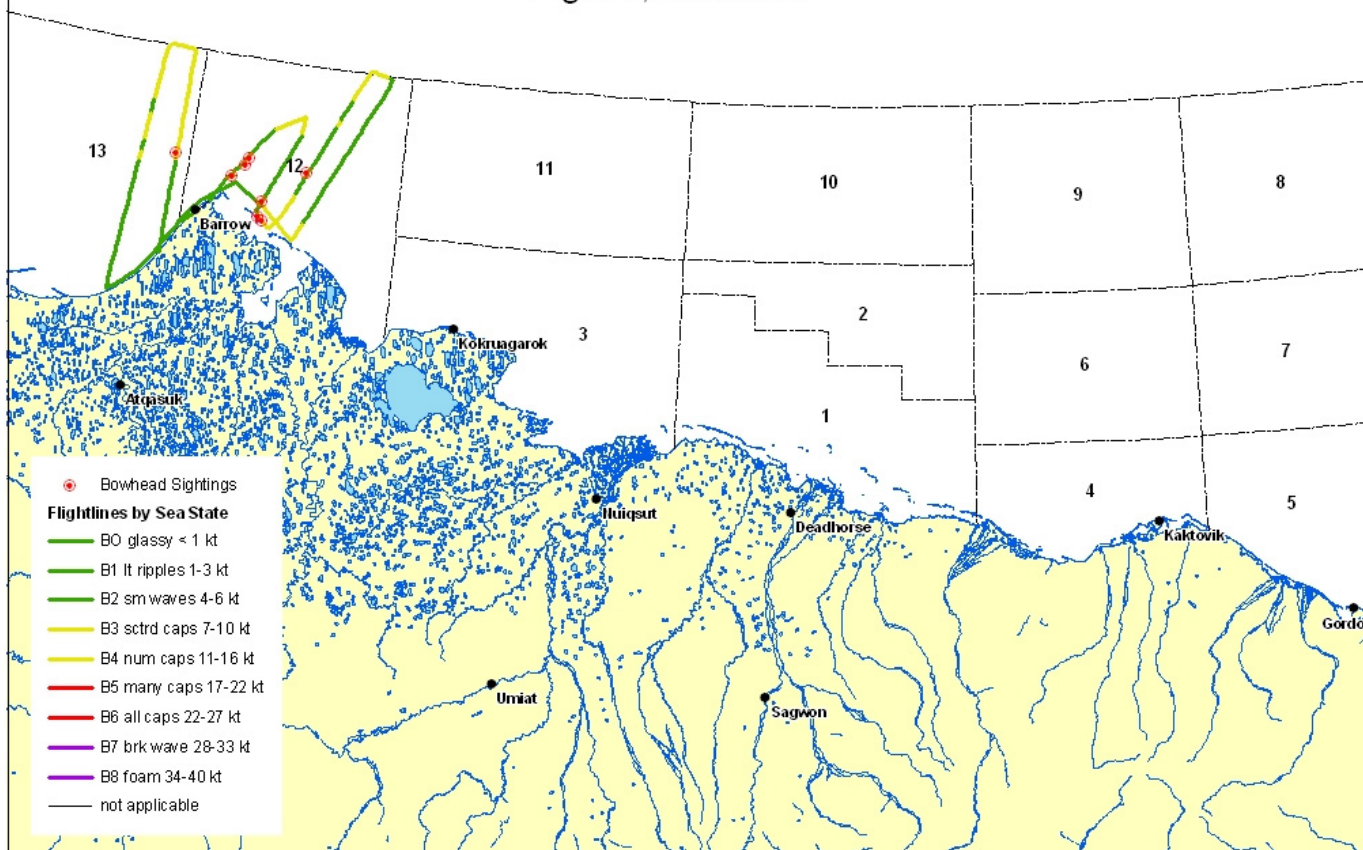 13
12
11
10
9
8
Barrow
3
2
Kokruagarok
6
7
Atqasuk
1
Bowhead Sightings
Flightlines by Sea State
B0 glassy < 1 kt
B1 lt ripples 1-3 kt
B2 sm waves 4-6 kt
B3 sctrd caps 7-10 kt
B4 num caps 11-16 kt
B5 many caps 17-22 kt
B6 all caps 22-27 kt
B7 brk wave 28-33 kt
B8 foam 34-40 kt
not applicable
Nuiqsut
Deadhorse
4
5
Kaktovik
Umiat
Sagwon